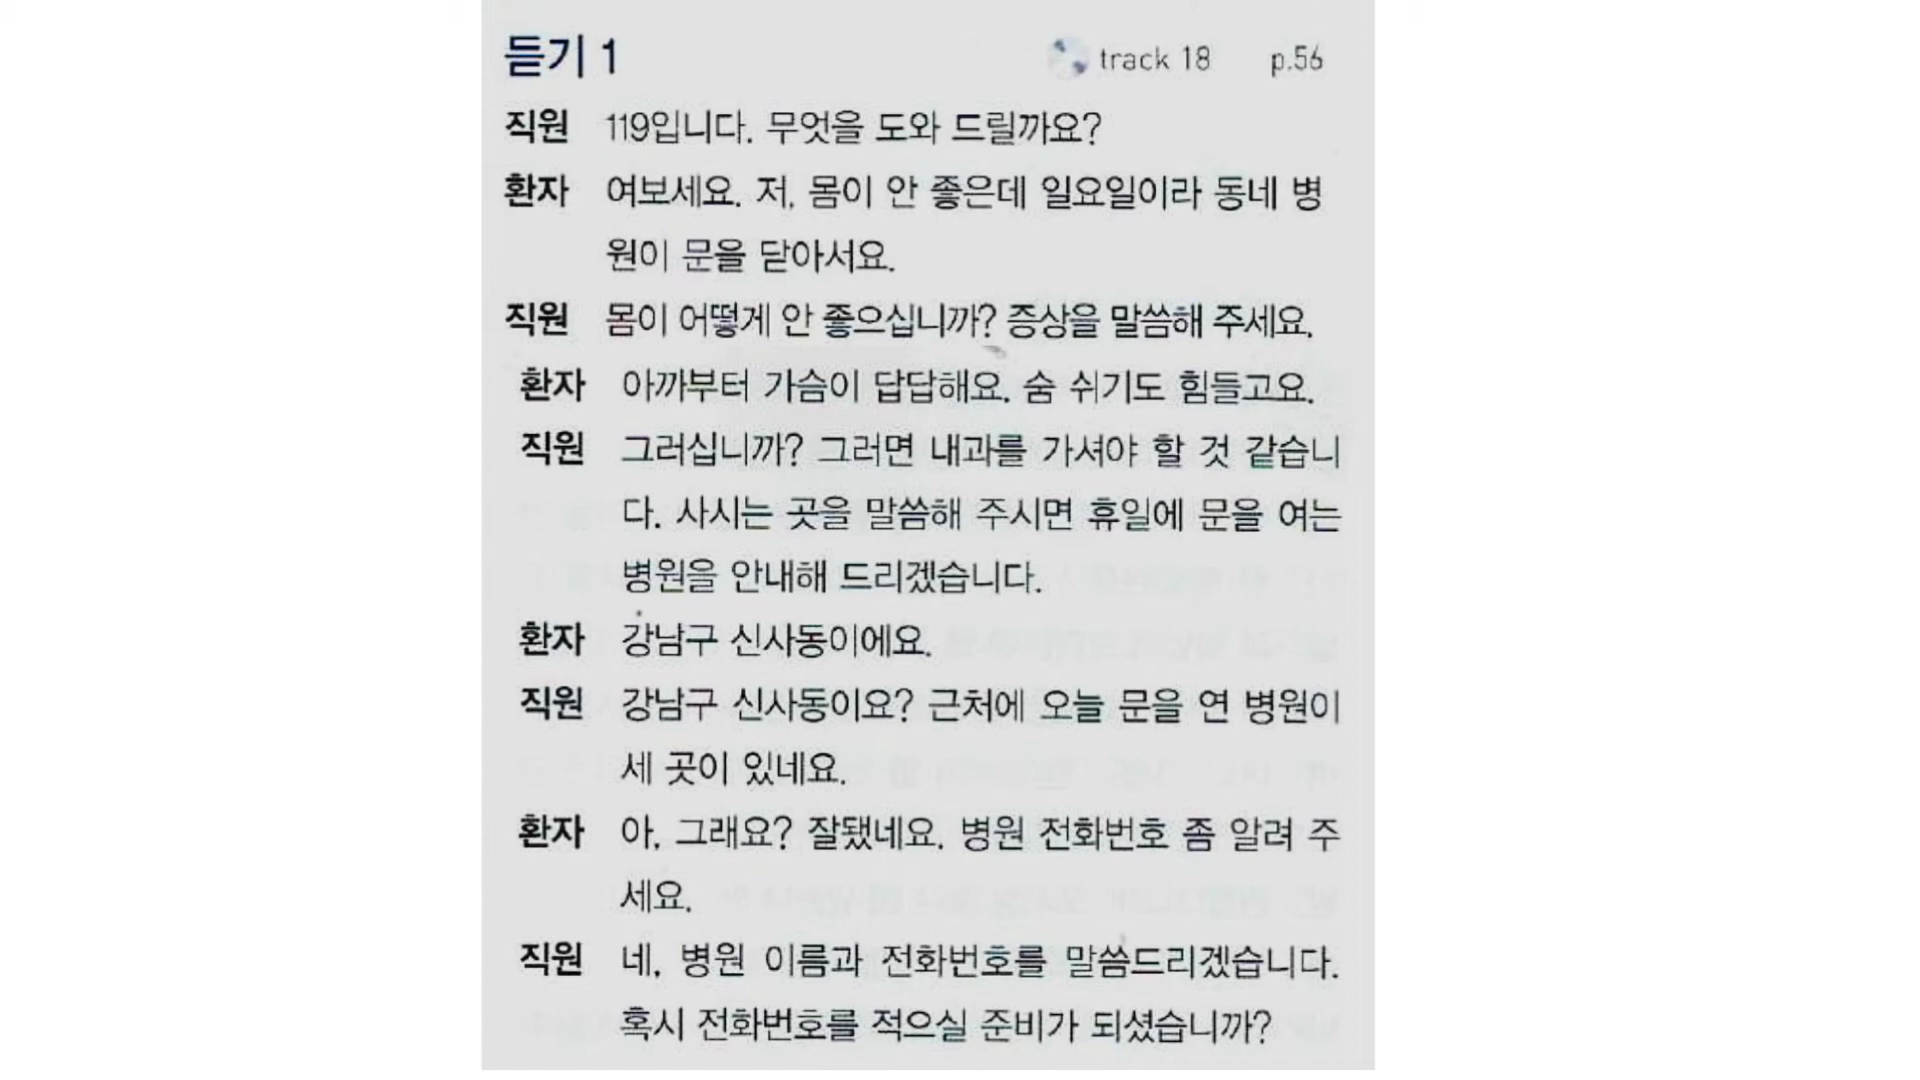 듣기 1 track 18 p.56
직원 119입니다. 무엇을 도와 드릴까요?
환자 여보세요. 저, 몸이 안 좋은데 일요일이라 동네 병
원이 문을 닫아서요.
직원 몸이 어떻게 안 좋으십니까? 증상을 말씀해 주세요.
환자 아까부터 가슴이 답답해요. 숨 쉬기도 힘들고요.
직원 그러십니까? 그러면 내과를 가셔야 할 것 같습니
다. 사시는 곳을 말씀해 주시면 휴일에 문을 여는
병원을 안내해 드리겠습니다.
환자 강남구 신사동이에요.
직원 강남구 신사동이요? 근처에 오늘 문을 연 병원이
세 곳이 있네요.
환자 아, 그래요? 잘됐네요. 병원 전화번호 좀 알려 주
세요.
직원 네, 병원 이름과 전화번호를 말씀드리겠습니다.
혹시 전화번호를 적으실 준비가 되셨습니까?